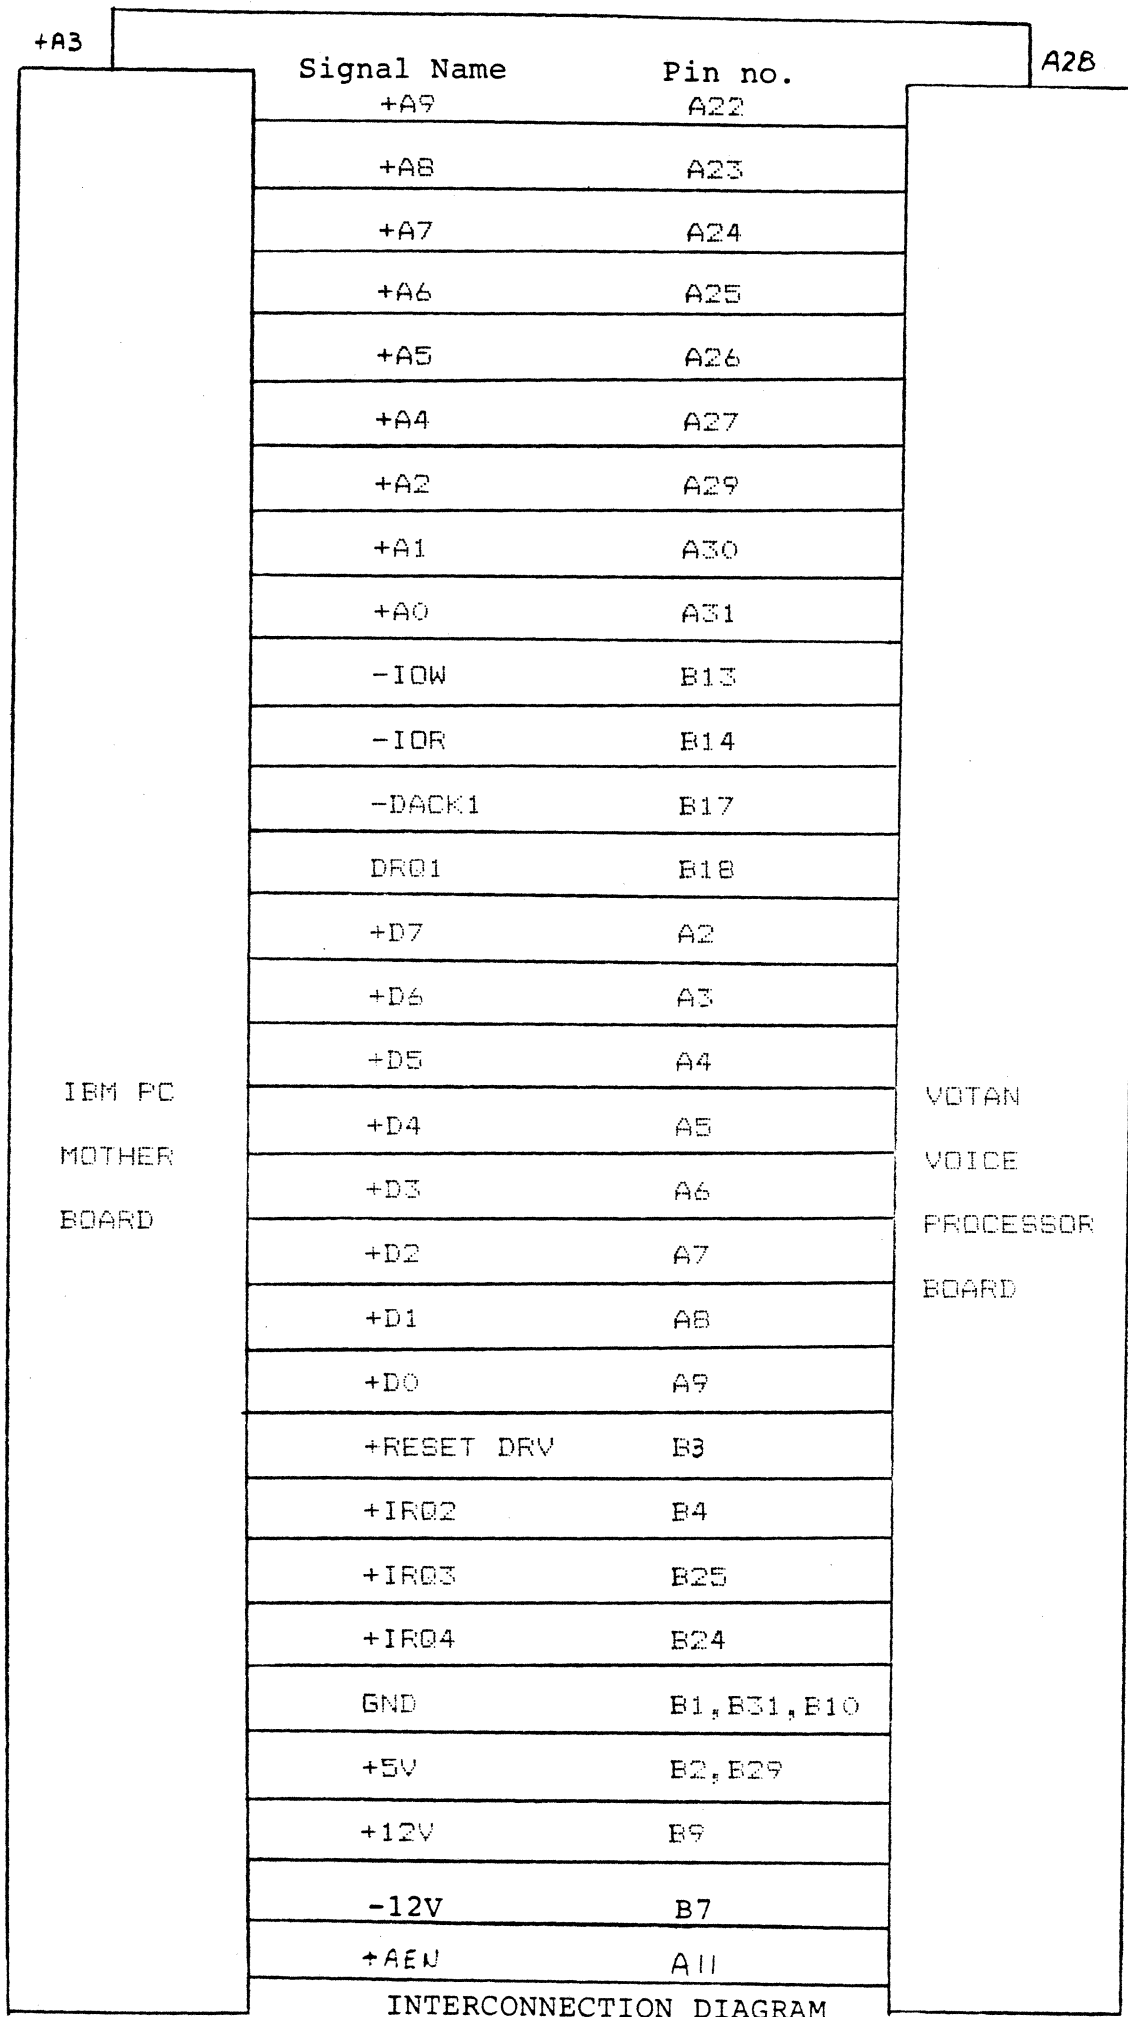 +A3 A28
Signal Name Pin no.
+A9 A22
+A8 A23
+A7 A24
+A6 A25
+A5 A26
+A4 A27
+A2 A29
+A1 A30
+A0 A31
-IOW B13
-IOR B14
-DACK1 B17
DRQ1 B18
+D7 A2
+D6 A3
+D5 A4
+D4 A5
+D3 A6
+D2 A7
+D1 A8
+D0 A9
+RESET DRV B3
+IRQ2 B4
+IRQ3 B25
+IRQ4 B24
GND B1,B31,B10
+5V B2,B29
+12V B9
-12V B7
+AEN A11
IBM PC
MOTHER
BOARD
VOTAN
VOICE
PROCESSOR
BOARD
INTERCONNECTION DIAGRAM